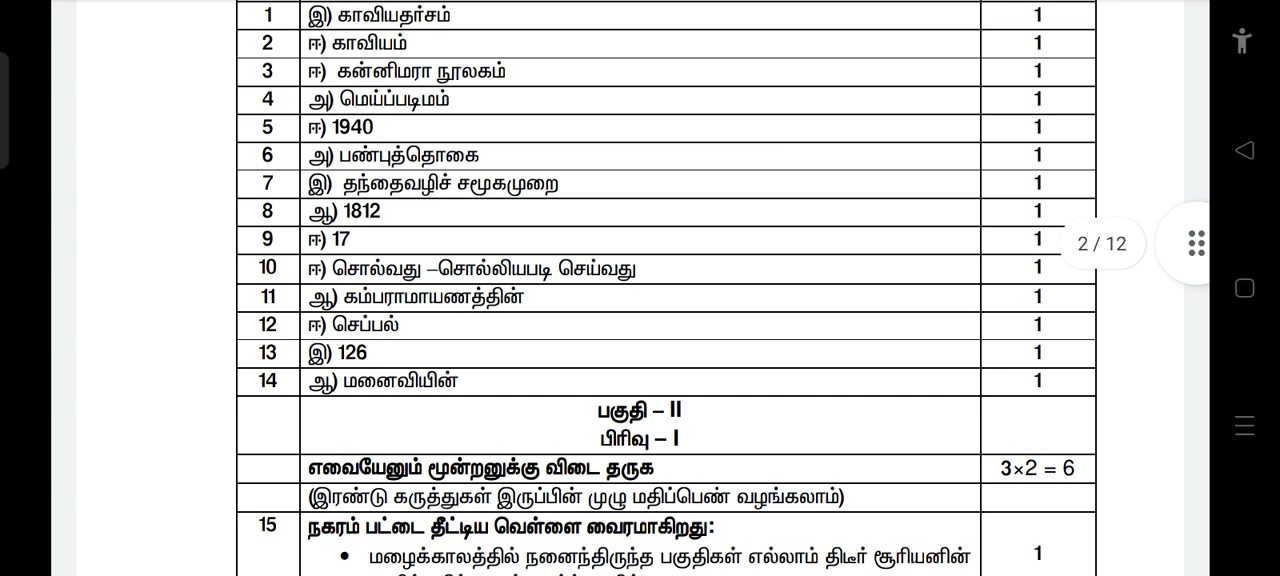 1 இ) காவியதர்சம் 1
2 ஈ) காவியம் 1
3 ஈ) கன்னிமரா நூலகம் 1
4 அ) மெய்ப்படிமம் 1
5 ஈ) 1940 1
6 அ) பண்புத்தொகை 1
7 இ) தந்தைவழிச் சமூகமுறை 1
8 ஆ) 1812 1
9 ஈ) 17 1
2 / 12
10 ஈ) சொல்வது –சொல்லியபடி செய்வது 1
11 ஆ) கம்பராமாயணத்தின் 1
12 ஈ) செப்பல் 1
13 இ) 126 1
14 ஆ) மனைவியின் 1
பகுதி – II
பிரிவு – I
எவையேனும் மூன்றனுக்கு விடை தருக 3×2 = 6
(இரண்டு கருத்துகள் இருப்பின் முழு மதிப்பெண் வழங்கலாம்)
15 நகரம் பட்டை தீட்டிய வெள்ளை வைரமாகிறது:
• மழைக்காலத்தில் நனைந்திருந்த பகுதிகள் எல்லாம் திடீர் சூரியனின் 1